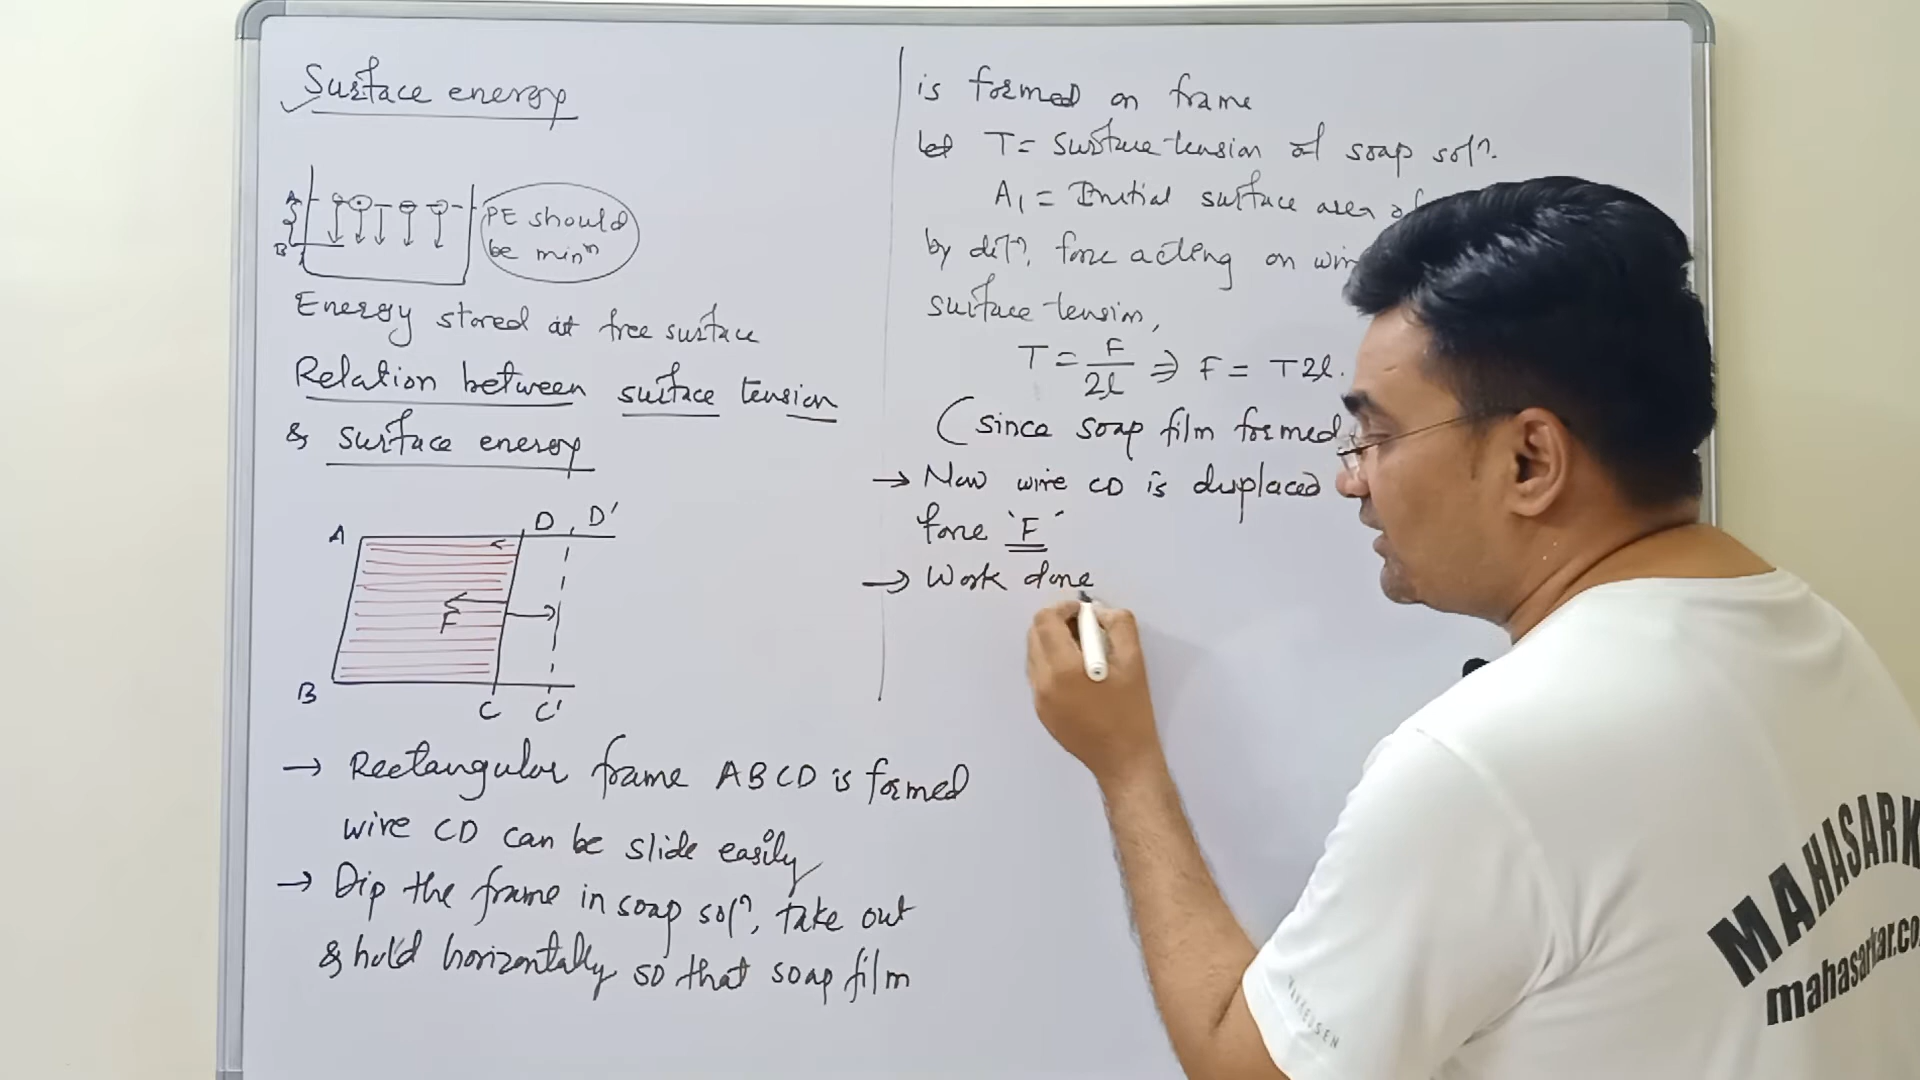 Surface energy
A
B
PE should
be minᵐ
Energy stored at free surface
Relation between surface tension
& surface energy
A
D
D'
F
B
C
C'
→ Rectangular frame ABCD is formed
wire CD can be slide easily
→ Dip the frame in soap solⁿ, take out
& hold horizontally so that soap film
is formed on frame
let T = surface tension of soap solⁿ.
A₁ = Initial surface area of
by defⁿ, force acting on
surface tension,
T = F/2l ⇒ F = T2l.
(since soap film formed
→ Now wire CD is displaced
force 'F'
→ Work done
MAHASARK
mahasarkar.co